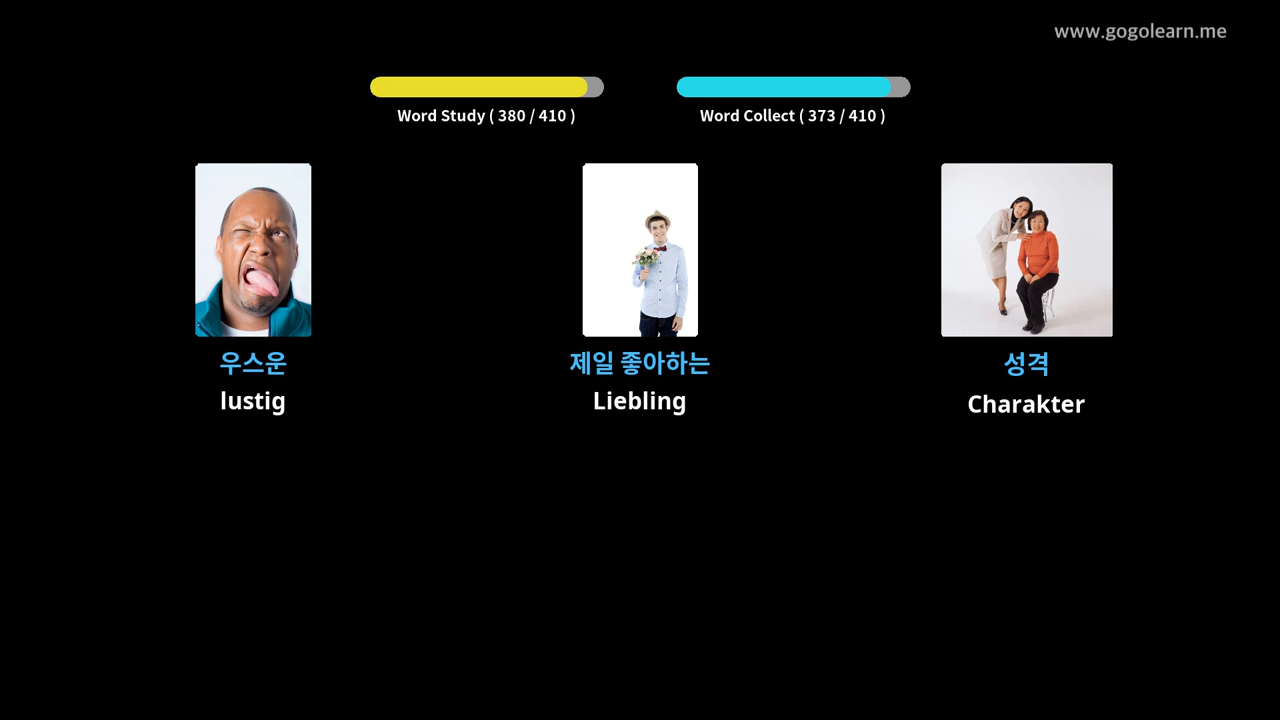 www.gogolearn.me
Word Study ( 380 / 410 )
Word Collect ( 373 / 410 )
우스운
lustig
제일 좋아하는
Liebling
성격
Charakter